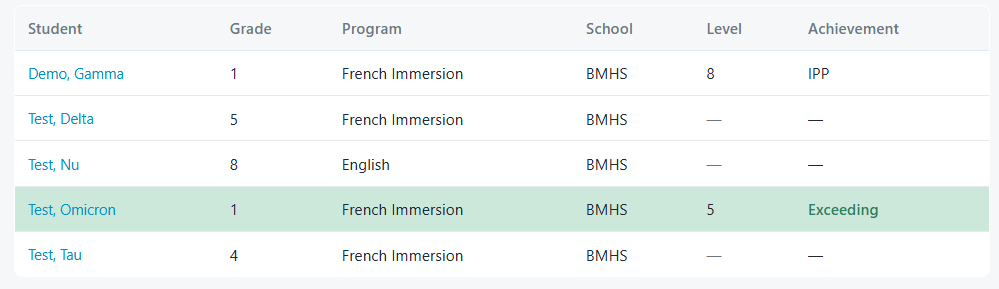 Student Grade Program School Level Achievement
Demo, Gamma 1 French Immersion BMHS 8 IPP
Test, Delta 5 French Immersion BMHS — —
Test, Nu 8 English BMHS — —
Test, Omicron 1 French Immersion BMHS 5 Exceeding
Test, Tau 4 French Immersion BMHS — —